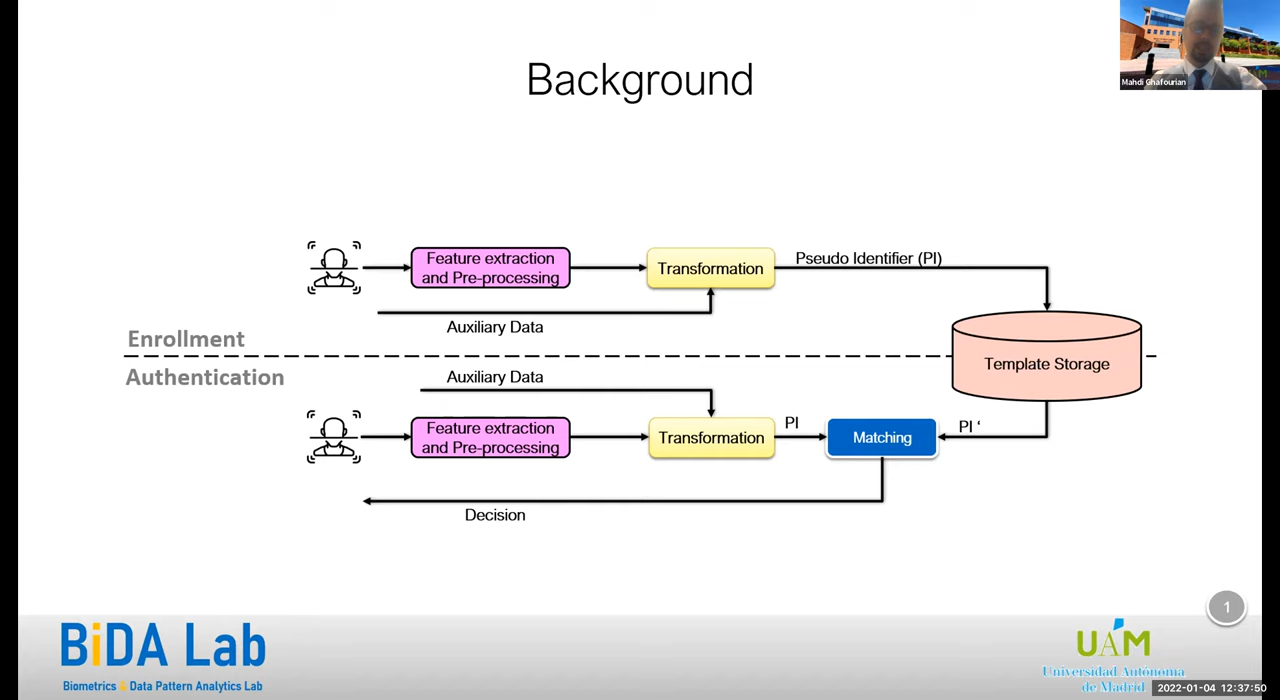 Background
Mahdi Ghafourian
Feature extraction
and Pre-processing
Transformation
Pseudo Identifier (PI)
Auxiliary Data
Enrollment
Template Storage
Authentication
Auxiliary Data
Feature extraction
and Pre-processing
Transformation
PI
Matching
PI ‘
Decision
1
BiDA Lab
Biometrics & Data Pattern Analytics Lab
UAM
Universidad Autónoma
de Madrid
2022-01-04 12:37:50